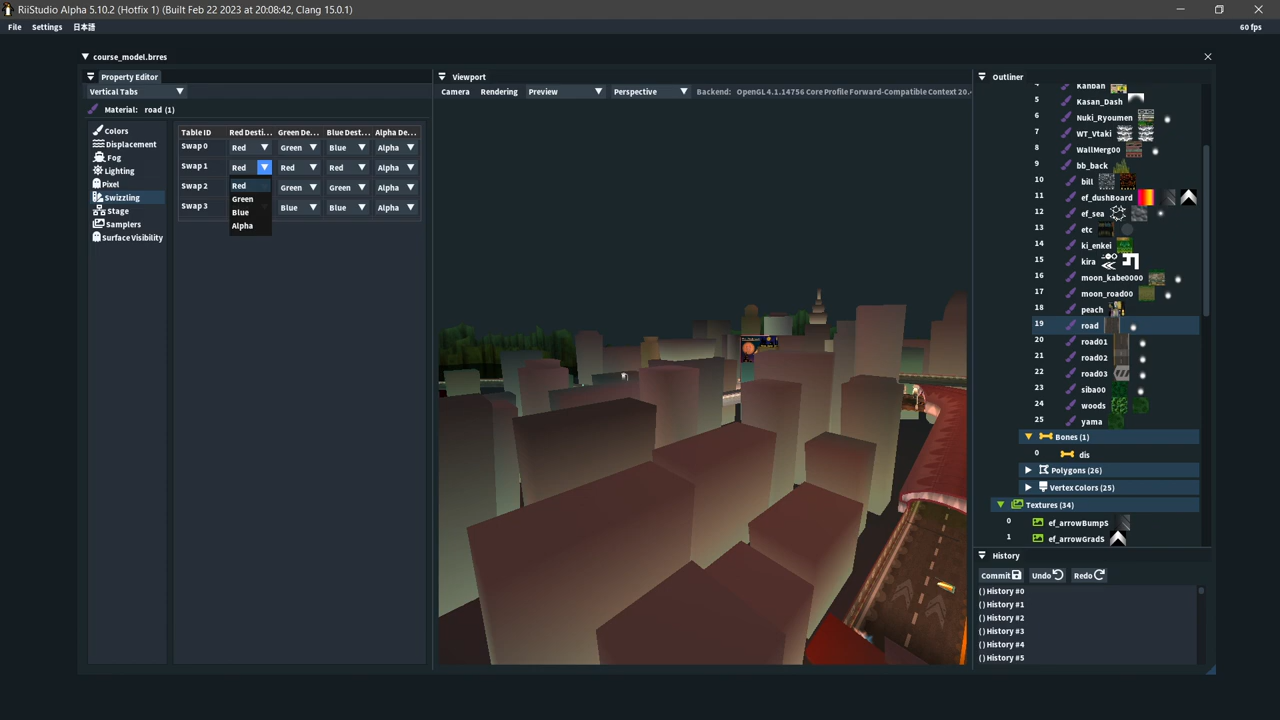 RiiStudio Alpha 5.10.2 (Hotfix 1) (Built Feb 22 2023 at 20:08:42, Clang 15.0.1)
File Settings 日本語 60 fps
course_model.brres
Property Editor
Vertical Tabs
Material: road (1)
Colors
Displacement
Fog
Lighting
Pixel
Swizzling
Stage
Samplers
Surface Visibility
Table ID Red Desti... Green De... Blue Dest... Alpha De...
Swap 0 Red Green Blue Alpha
Swap 1 Red Red Red Alpha
Swap 2 Green Green Alpha
Swap 3 Blue Blue Alpha
Red
Green
Blue
Alpha
Viewport
Camera Rendering Preview Perspective Backend: OpenGL 4.1.14756 Core Profile Forward-Compatible Context 20.
Outliner
4 Kanban
5 Kasan_Dash
6 Nuki_Ryoumen
7 WT_Vtaki
8 WallMerg00
9 bb_back
10 bill
11 ef_dushBoard
12 ef_sea
13 etc
14 ki_enkei
15 kira
16 moon_kabe0000
17 moon_road00
18 peach
19 road
20 road01
21 road02
22 road03
23 siba00
24 woods
25 yama
Bones (1)
0 dis
Polygons (26)
Vertex Colors (25)
Textures (34)
0 ef_arrowBumpS
1 ef_arrowGradS
History
Commit Undo Redo
() History #0
() History #1
() History #2
() History #3
() History #4
() History #5